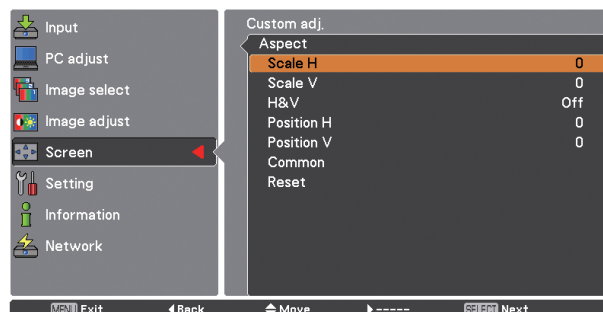 Input
PC adjust
Image select
Image adjust
Screen
Setting
Information
Network
Custom adj.
Aspect
Scale H 0
Scale V 0
H&V Off
Position H 0
Position V 0
Common
Reset
MENU Exit Back Move ----- SELECT Next